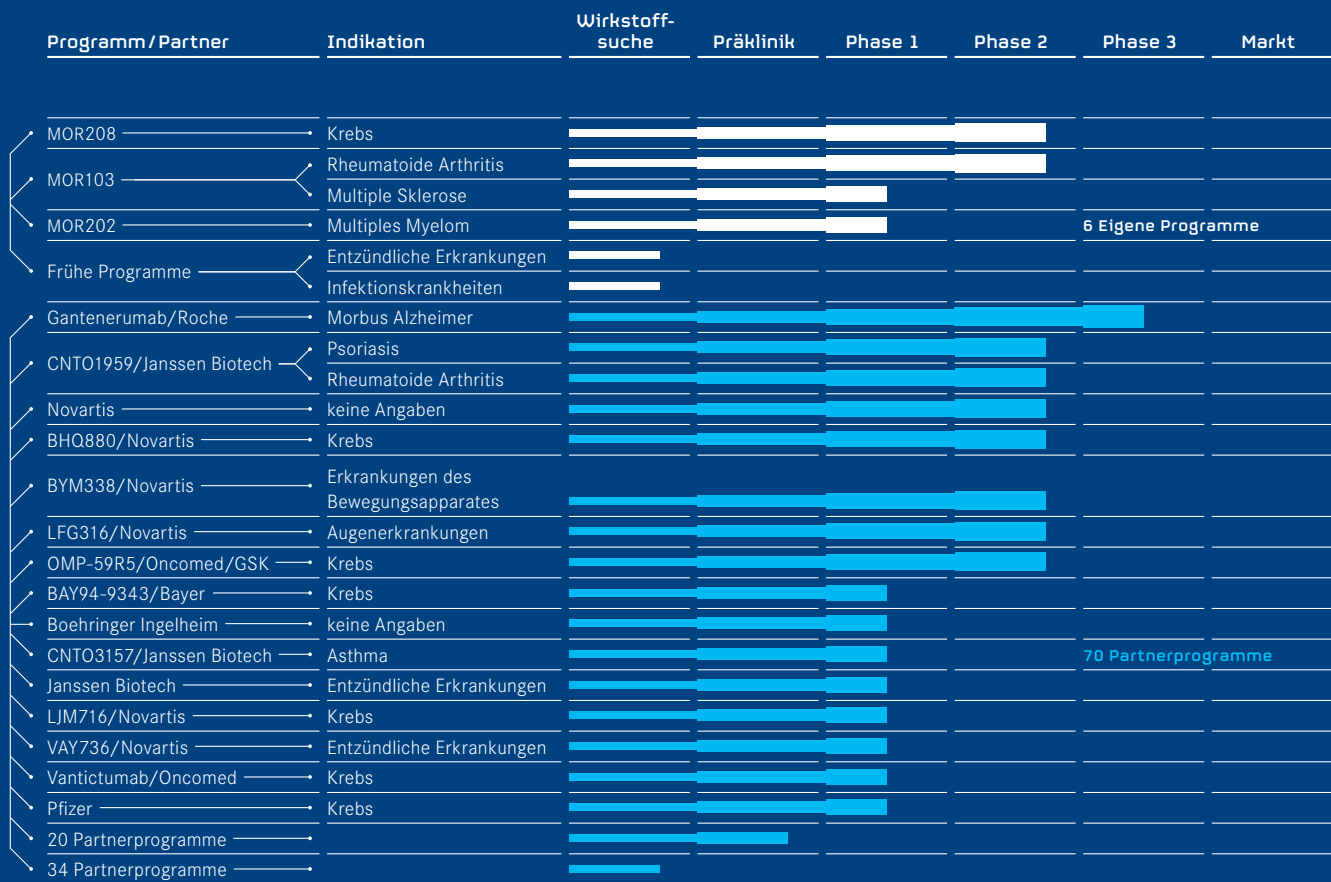 Programm/Partner Indikation Wirkstoff-
suche Präklinik Phase 1 Phase 2 Phase 3 Markt
MOR208 Krebs
MOR103 Rheumatoide Arthritis
Multiple Sklerose
MOR202 Multiples Myelom 6 Eigene Programme
Frühe Programme Entzündliche Erkrankungen
Infektionskrankheiten
Gantenerumab/Roche Morbus Alzheimer
CNTO1959/Janssen Biotech Psoriasis
Rheumatoide Arthritis
Novartis keine Angaben
BHQ880/Novartis Krebs
BYM338/Novartis Erkrankungen des
Bewegungsapparates
LFG316/Novartis Augenerkrankungen
OMP-59R5/Oncomed/GSK Krebs
BAY94-9343/Bayer Krebs
Boehringer Ingelheim keine Angaben
CNTO3157/Janssen Biotech Asthma 70 Partnerprogramme
Janssen Biotech Entzündliche Erkrankungen
LJM716/Novartis Krebs
VAY736/Novartis Entzündliche Erkrankungen
Vantictumab/Oncomed Krebs
Pfizer Krebs
20 Partnerprogramme
34 Partnerprogramme